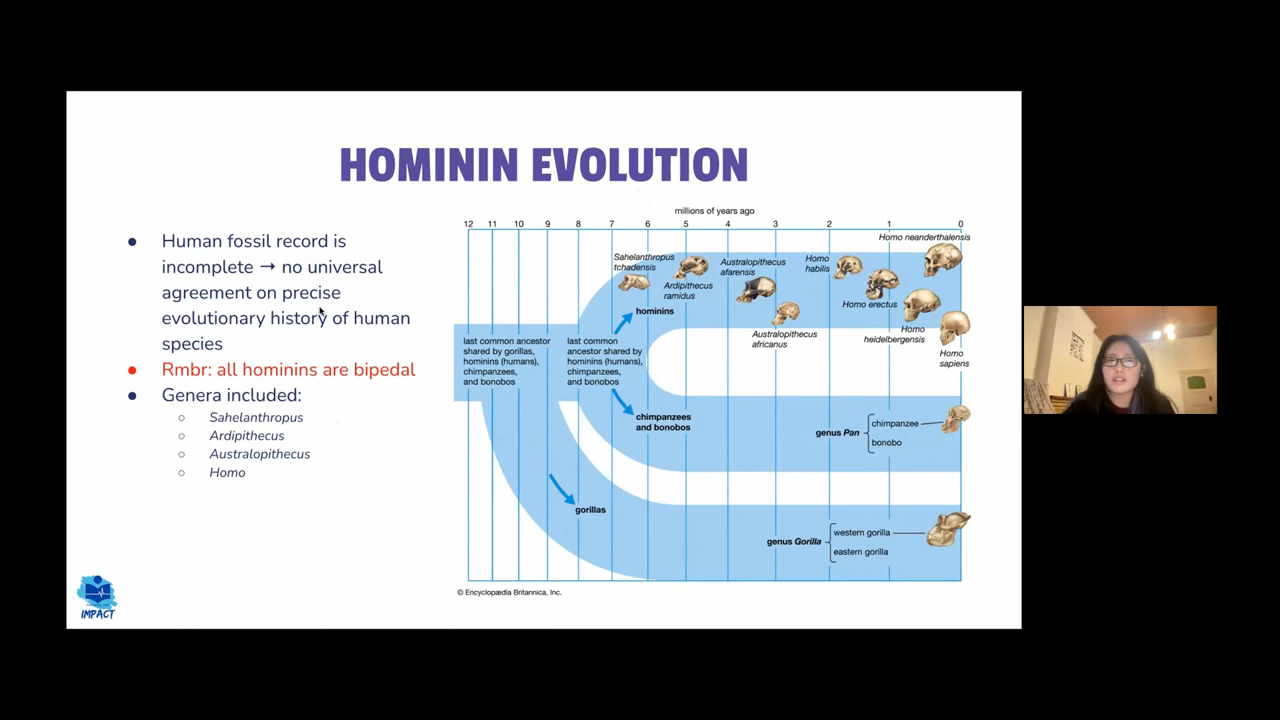 HOMININ EVOLUTION
Human fossil record is
incomplete → no universal
agreement on precise
evolutionary history of human
species
Rmbr: all hominins are bipedal
Genera included:
Sahelanthropus
Ardipithecus
Australopithecus
Homo
millions of years ago
12 11 10 9 8 7 6 5 4 3 2 1 0
Homo neanderthalensis
Sahelanthropus
tchadensis
Ardipithecus
ramidus
Australopithecus
afarensis
Homo
habilis
Homo erectus
hominins
Australopithecus
africanus
Homo
heidelbergensis
Homo
sapiens
last common ancestor
shared by gorillas,
hominins (humans),
chimpanzees,
and bonobos
last common
ancestor shared by
hominins (humans),
chimpanzees,
and bonobos
chimpanzees
and bonobos
genus Pan
chimpanzee
bonobo
gorillas
genus Gorilla
western gorilla
eastern gorilla
© Encyclopædia Britannica, Inc.
IMPACT